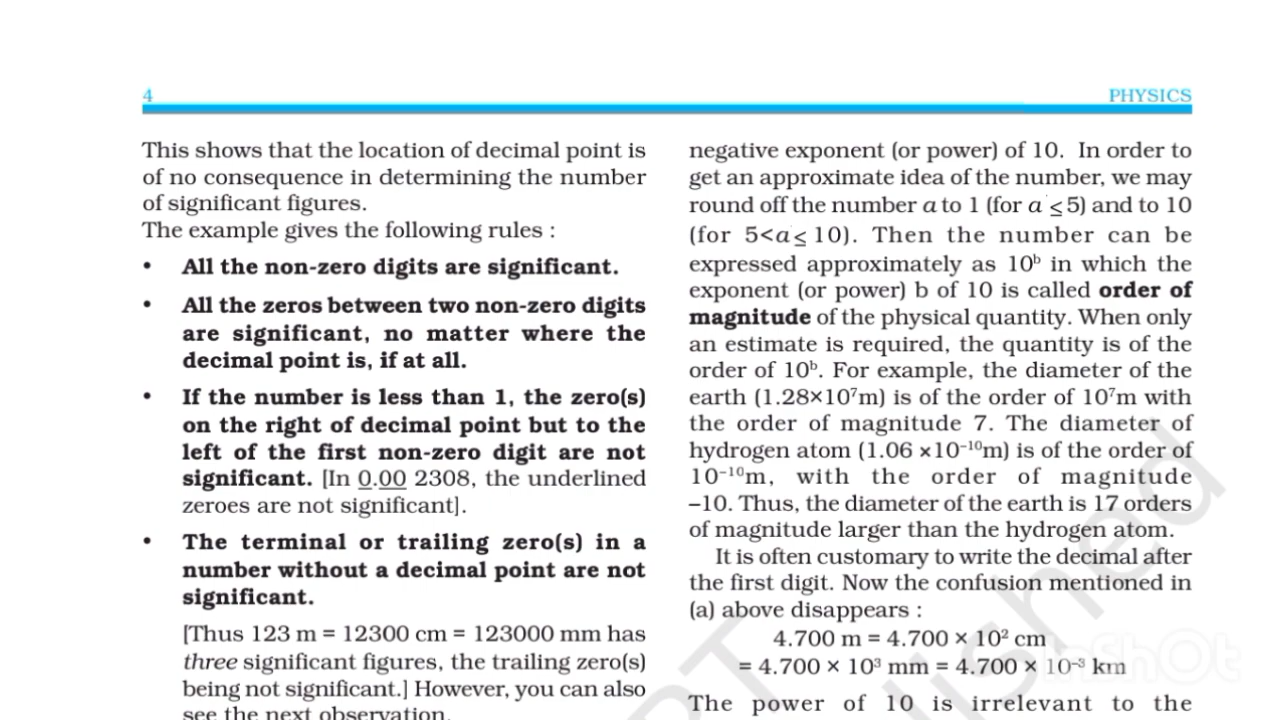 4
PHYSICS
This shows that the location of decimal point is
of no consequence in determining the number
of significant figures.
The example gives the following rules :
• All the non-zero digits are significant.
• All the zeros between two non-zero digits
are significant, no matter where the
decimal point is, if at all.
• If the number is less than 1, the zero(s)
on the right of decimal point but to the
left of the first non-zero digit are not
significant. [In 0.00 2308, the underlined
zeroes are not significant].
• The terminal or trailing zero(s) in a
number without a decimal point are not
significant.
[Thus 123 m = 12300 cm = 123000 mm has
three significant figures, the trailing zero(s)
being not significant.] However, you can also
see the next observation.
negative exponent (or power) of 10. In order to
get an approximate idea of the number, we may
round off the number a to 1 (for a ≤ 5) and to 10
(for 5<a≤ 10). Then the number can be
expressed approximately as 10ᵇ in which the
exponent (or power) b of 10 is called order of
magnitude of the physical quantity. When only
an estimate is required, the quantity is of the
order of 10ᵇ. For example, the diameter of the
earth (1.28×10⁷m) is of the order of 10⁷m with
the order of magnitude 7. The diameter of
hydrogen atom (1.06 ×10⁻¹⁰m) is of the order of
10⁻¹⁰m, with the order of magnitude
–10. Thus, the diameter of the earth is 17 orders
of magnitude larger than the hydrogen atom.
It is often customary to write the decimal after
the first digit. Now the confusion mentioned in
(a) above disappears :
4.700 m = 4.700 × 10² cm
= 4.700 × 10³ mm = 4.700 × 10⁻³ km
The power of 10 is irrelevant to the
InShOt